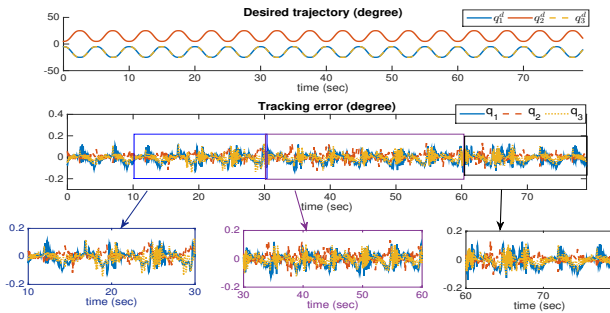 Desired trajectory (degree)
q₁ᵈ q₂ᵈ q₃ᵈ
50
0
-50
0 10 20 30 40 50 60 70
time (sec)
Tracking error (degree)
q₁ q₂ q₃
0.4
0.2
0
-0.2
0 10 20 30 40 50 60 70
time (sec)
0.2 0.2 0.2
0 0 0
-0.2 -0.2 -0.2
10 20 30 30 40 50 60 60 70 80
time (sec) time (sec) time (sec)